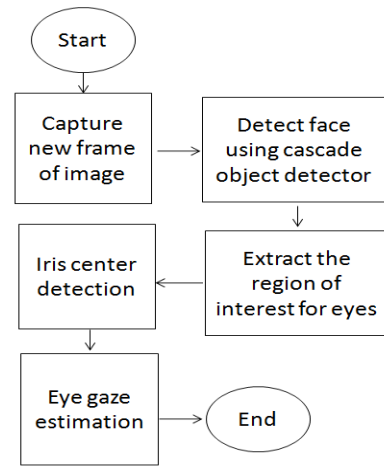 Start
Capture
new frame
of image
Detect face
using cascade
object detector
Extract the
region of
interest for eyes
Iris center
detection
Eye gaze
estimation
End